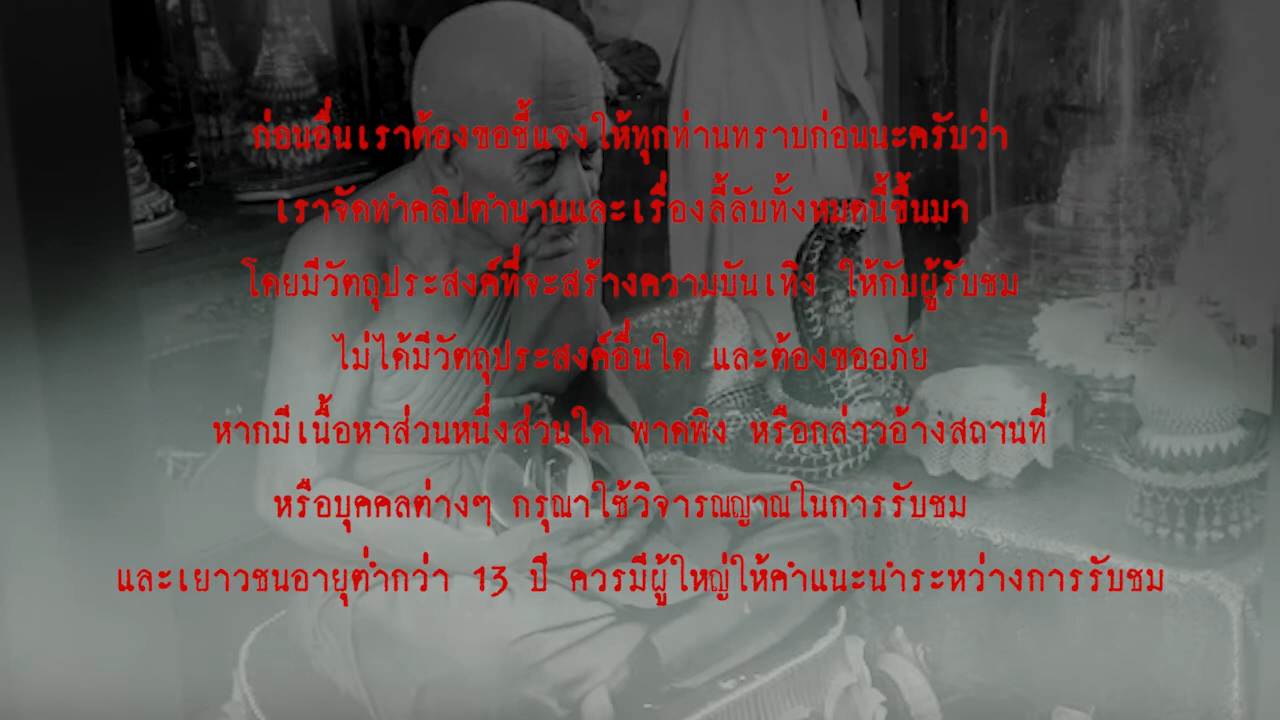 ก่อนอื่นเราต้องขอชี้แจงให้ทุกท่านทราบก่อนนะครับว่า
เราจัดทำคลิปตำนานและเรื่องลี้ลับทั้งหมดนี้ขึ้นมา
โดยมีวัตถุประสงค์ที่จะสร้างความบันเทิง ให้กับผู้รับชม
ไม่ได้มีวัตถุประสงค์อื่นใด และต้องขออภัย
หากมีเนื้อหาส่วนหนึ่งส่วนใด พาดพิง หรือกล่าวอ้างสถานที่
หรือบุคคลต่างๆ กรุณาใช้วิจารณญาณในการรับชม
และเยาวชนอายุต่ำกว่า 13 ปี ควรมีผู้ใหญ่ให้คำแนะนำระหว่างการรับชม